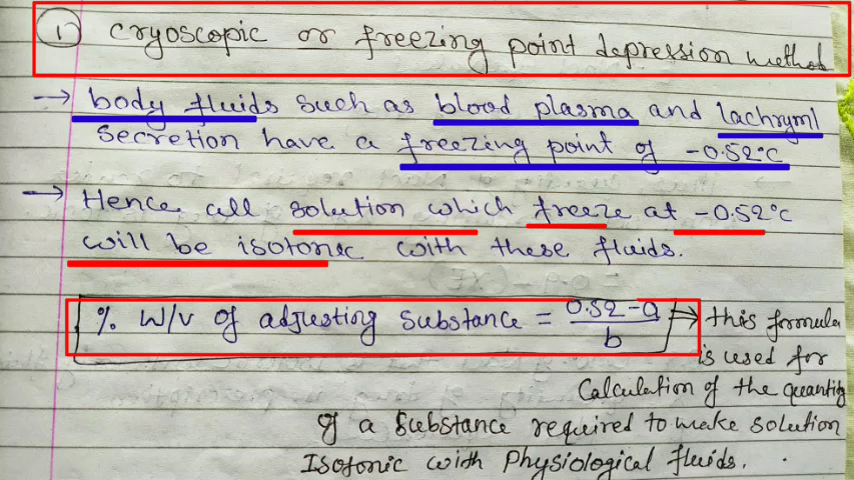 ① Cryoscopic or freezing point depression method
→ body fluids such as blood plasma and lachryml
secretion have a freezing point of -0.52°c
→ Hence all solution which freeze at -0.52°c
will be isotonic with these fluids.
% W/v of adjusting substance = 0.52-a / b ⇒ this formula
is used for
Calculation of the quantity
of a substance required to make solution
Isotonic with Physiological fluids.